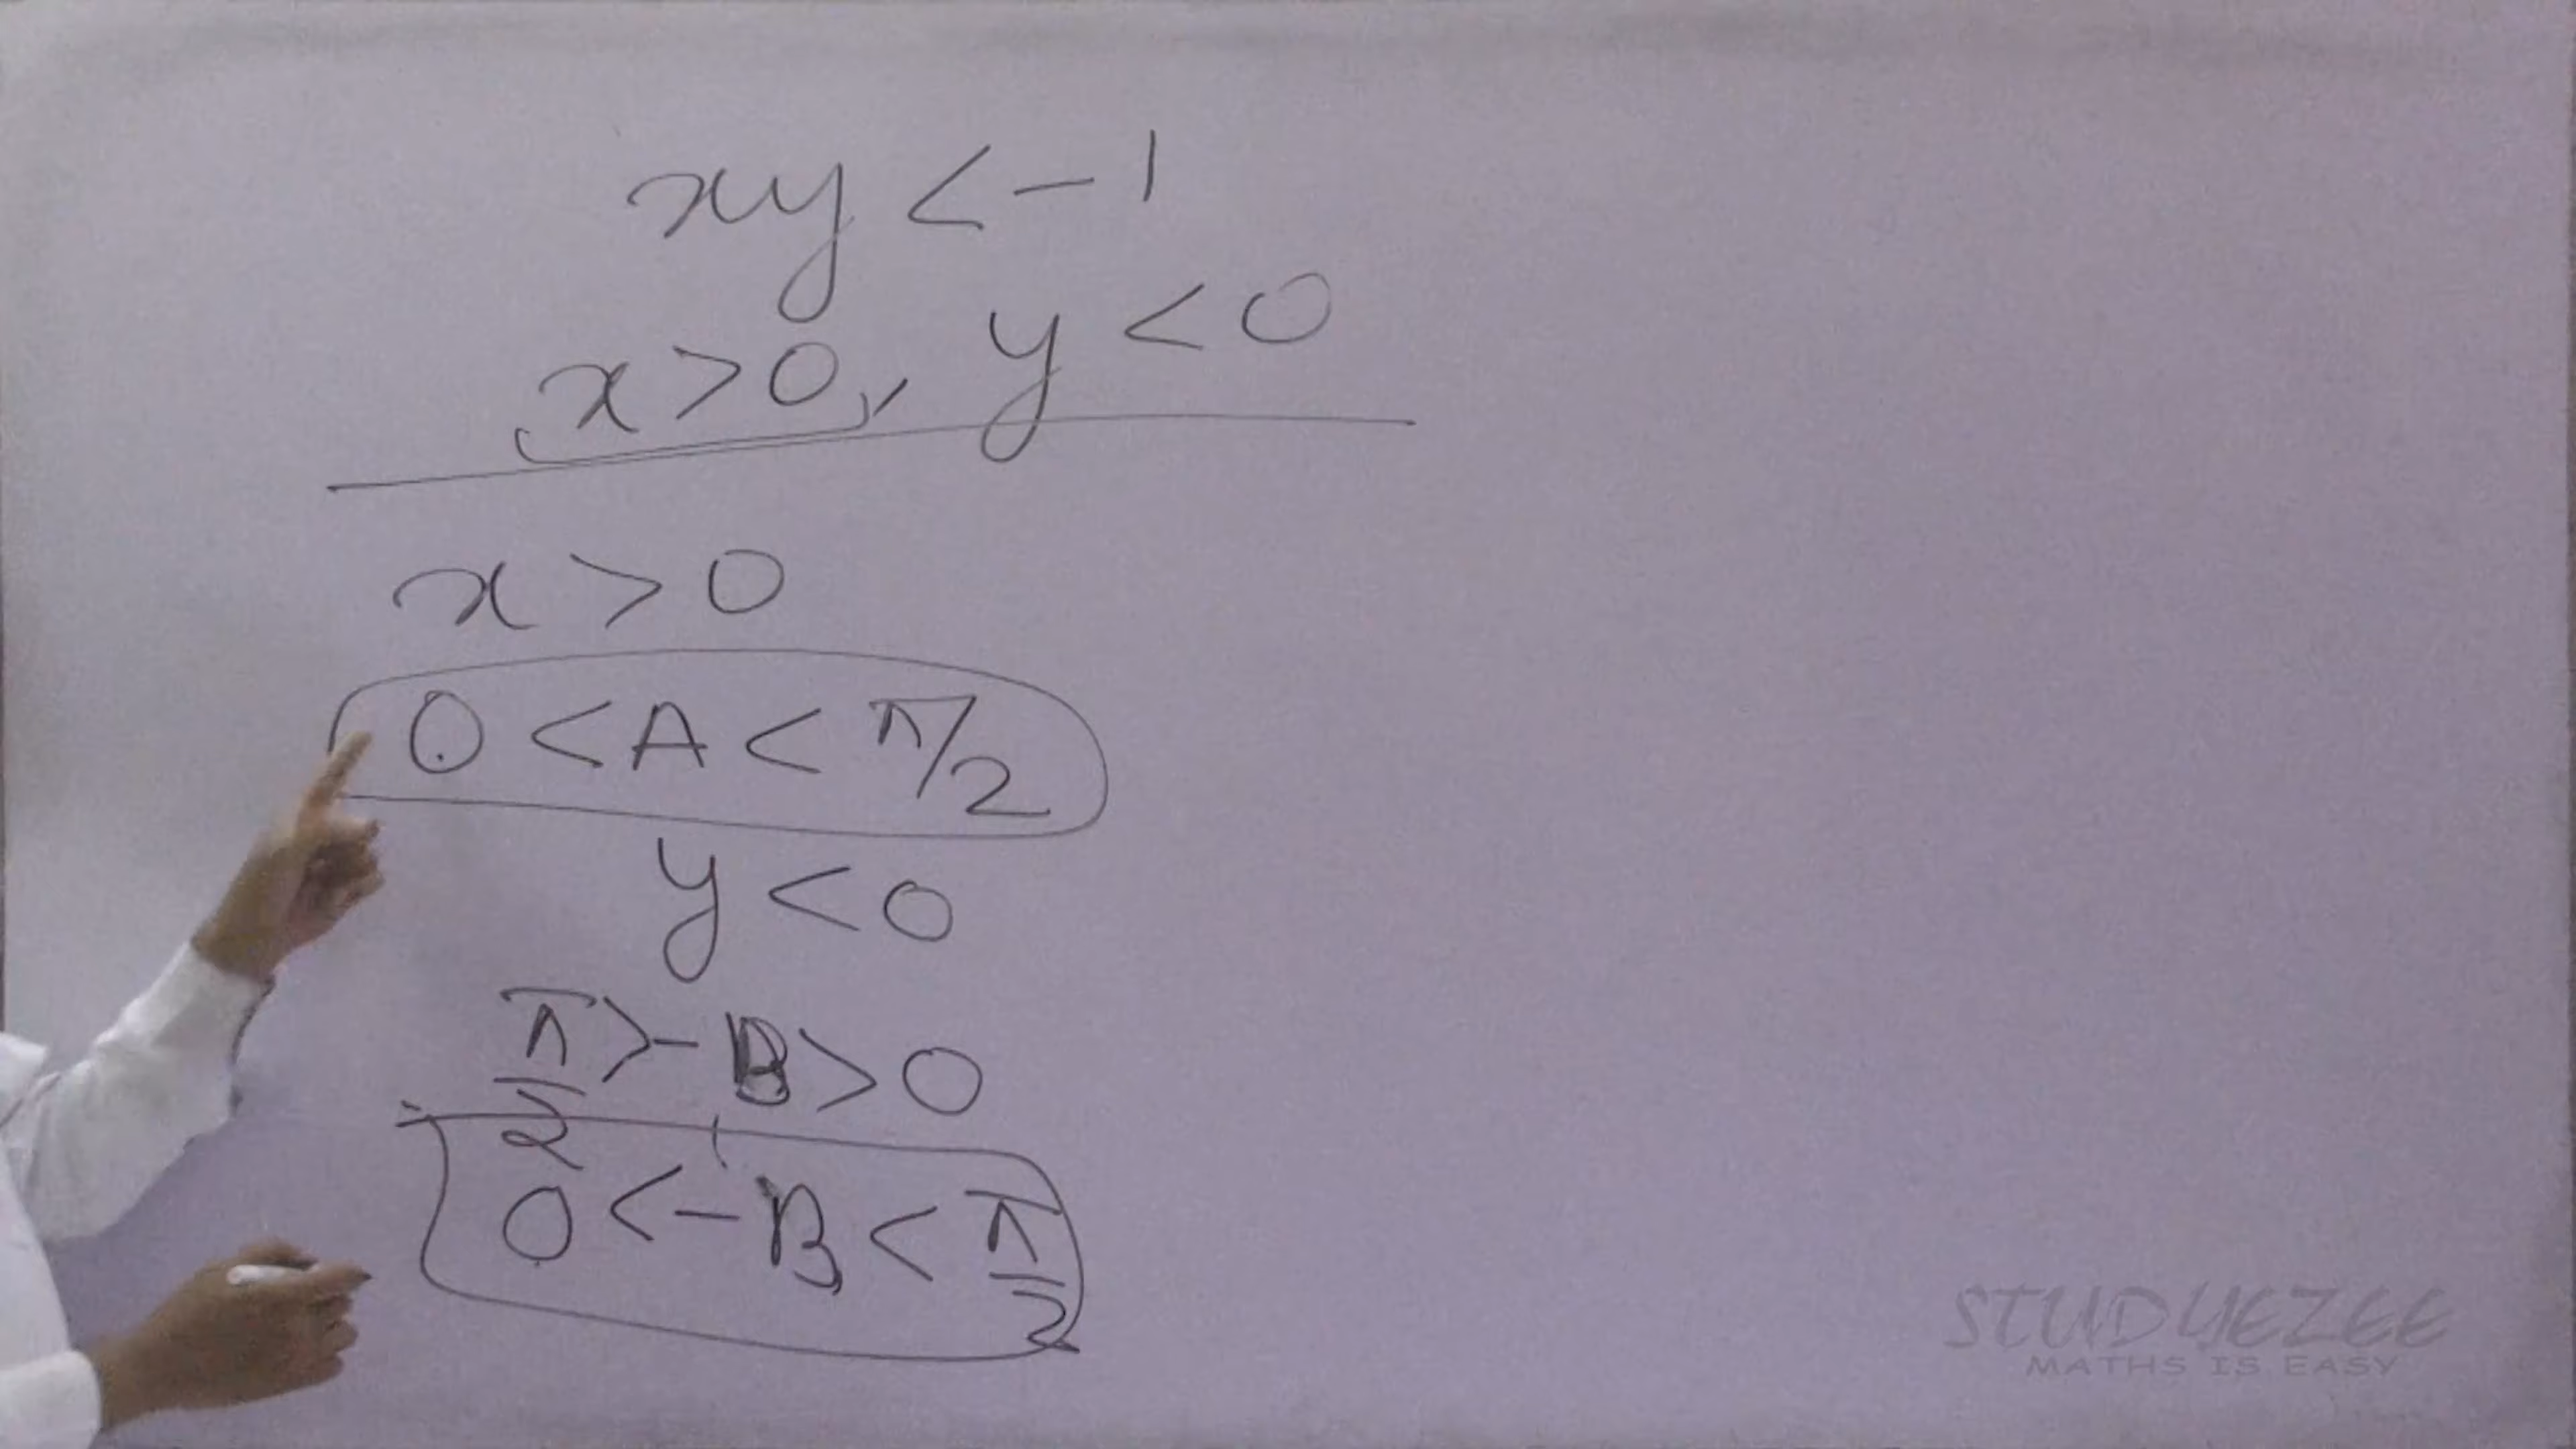 xy < -1
x > 0, y < 0
x > 0
0 < A < π/2
y < 0
π/2 > -B > 0
0 < -B < π/2
STUDYEZEE
MATHS IS EASY